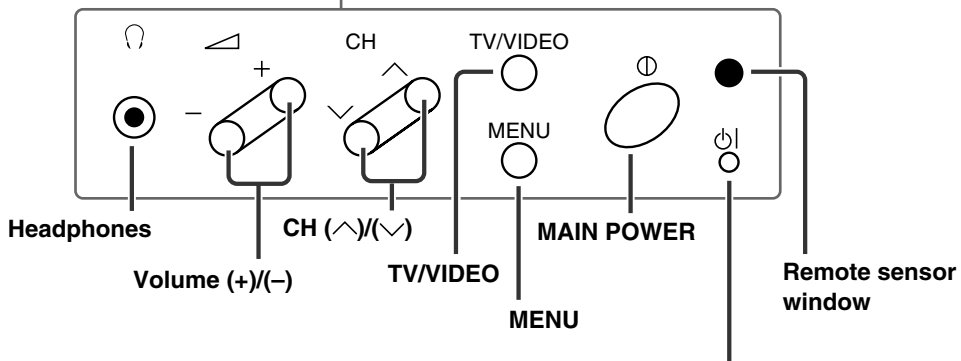 CH
TV/VIDEO
+
–
MENU
Headphones
CH (︿)/(﹀)
MAIN POWER
Volume (+)/(–)
TV/VIDEO
Remote sensor
window
MENU